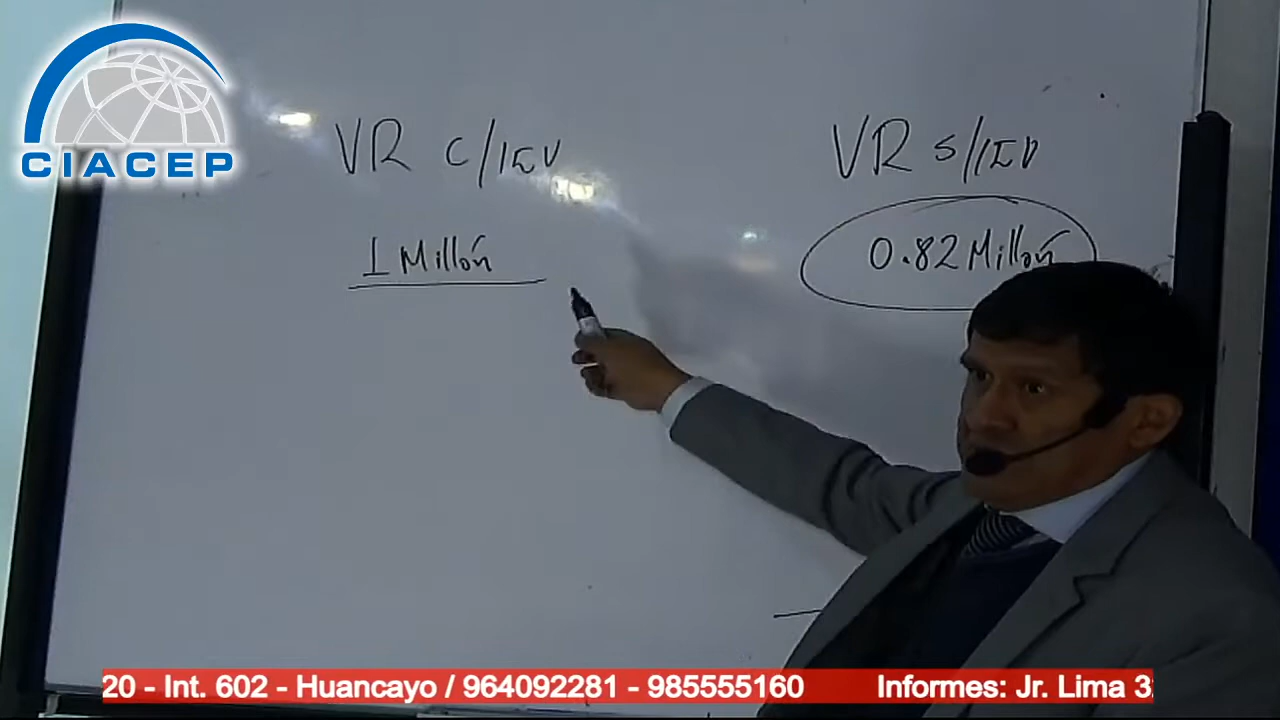 CIACEP
VR C/IGV
VR S/IGV
1 Millón
0.82 Millón
20 - Int. 602 - Huancayo / 964092281 - 985555160 Informes: Jr. Lima 3